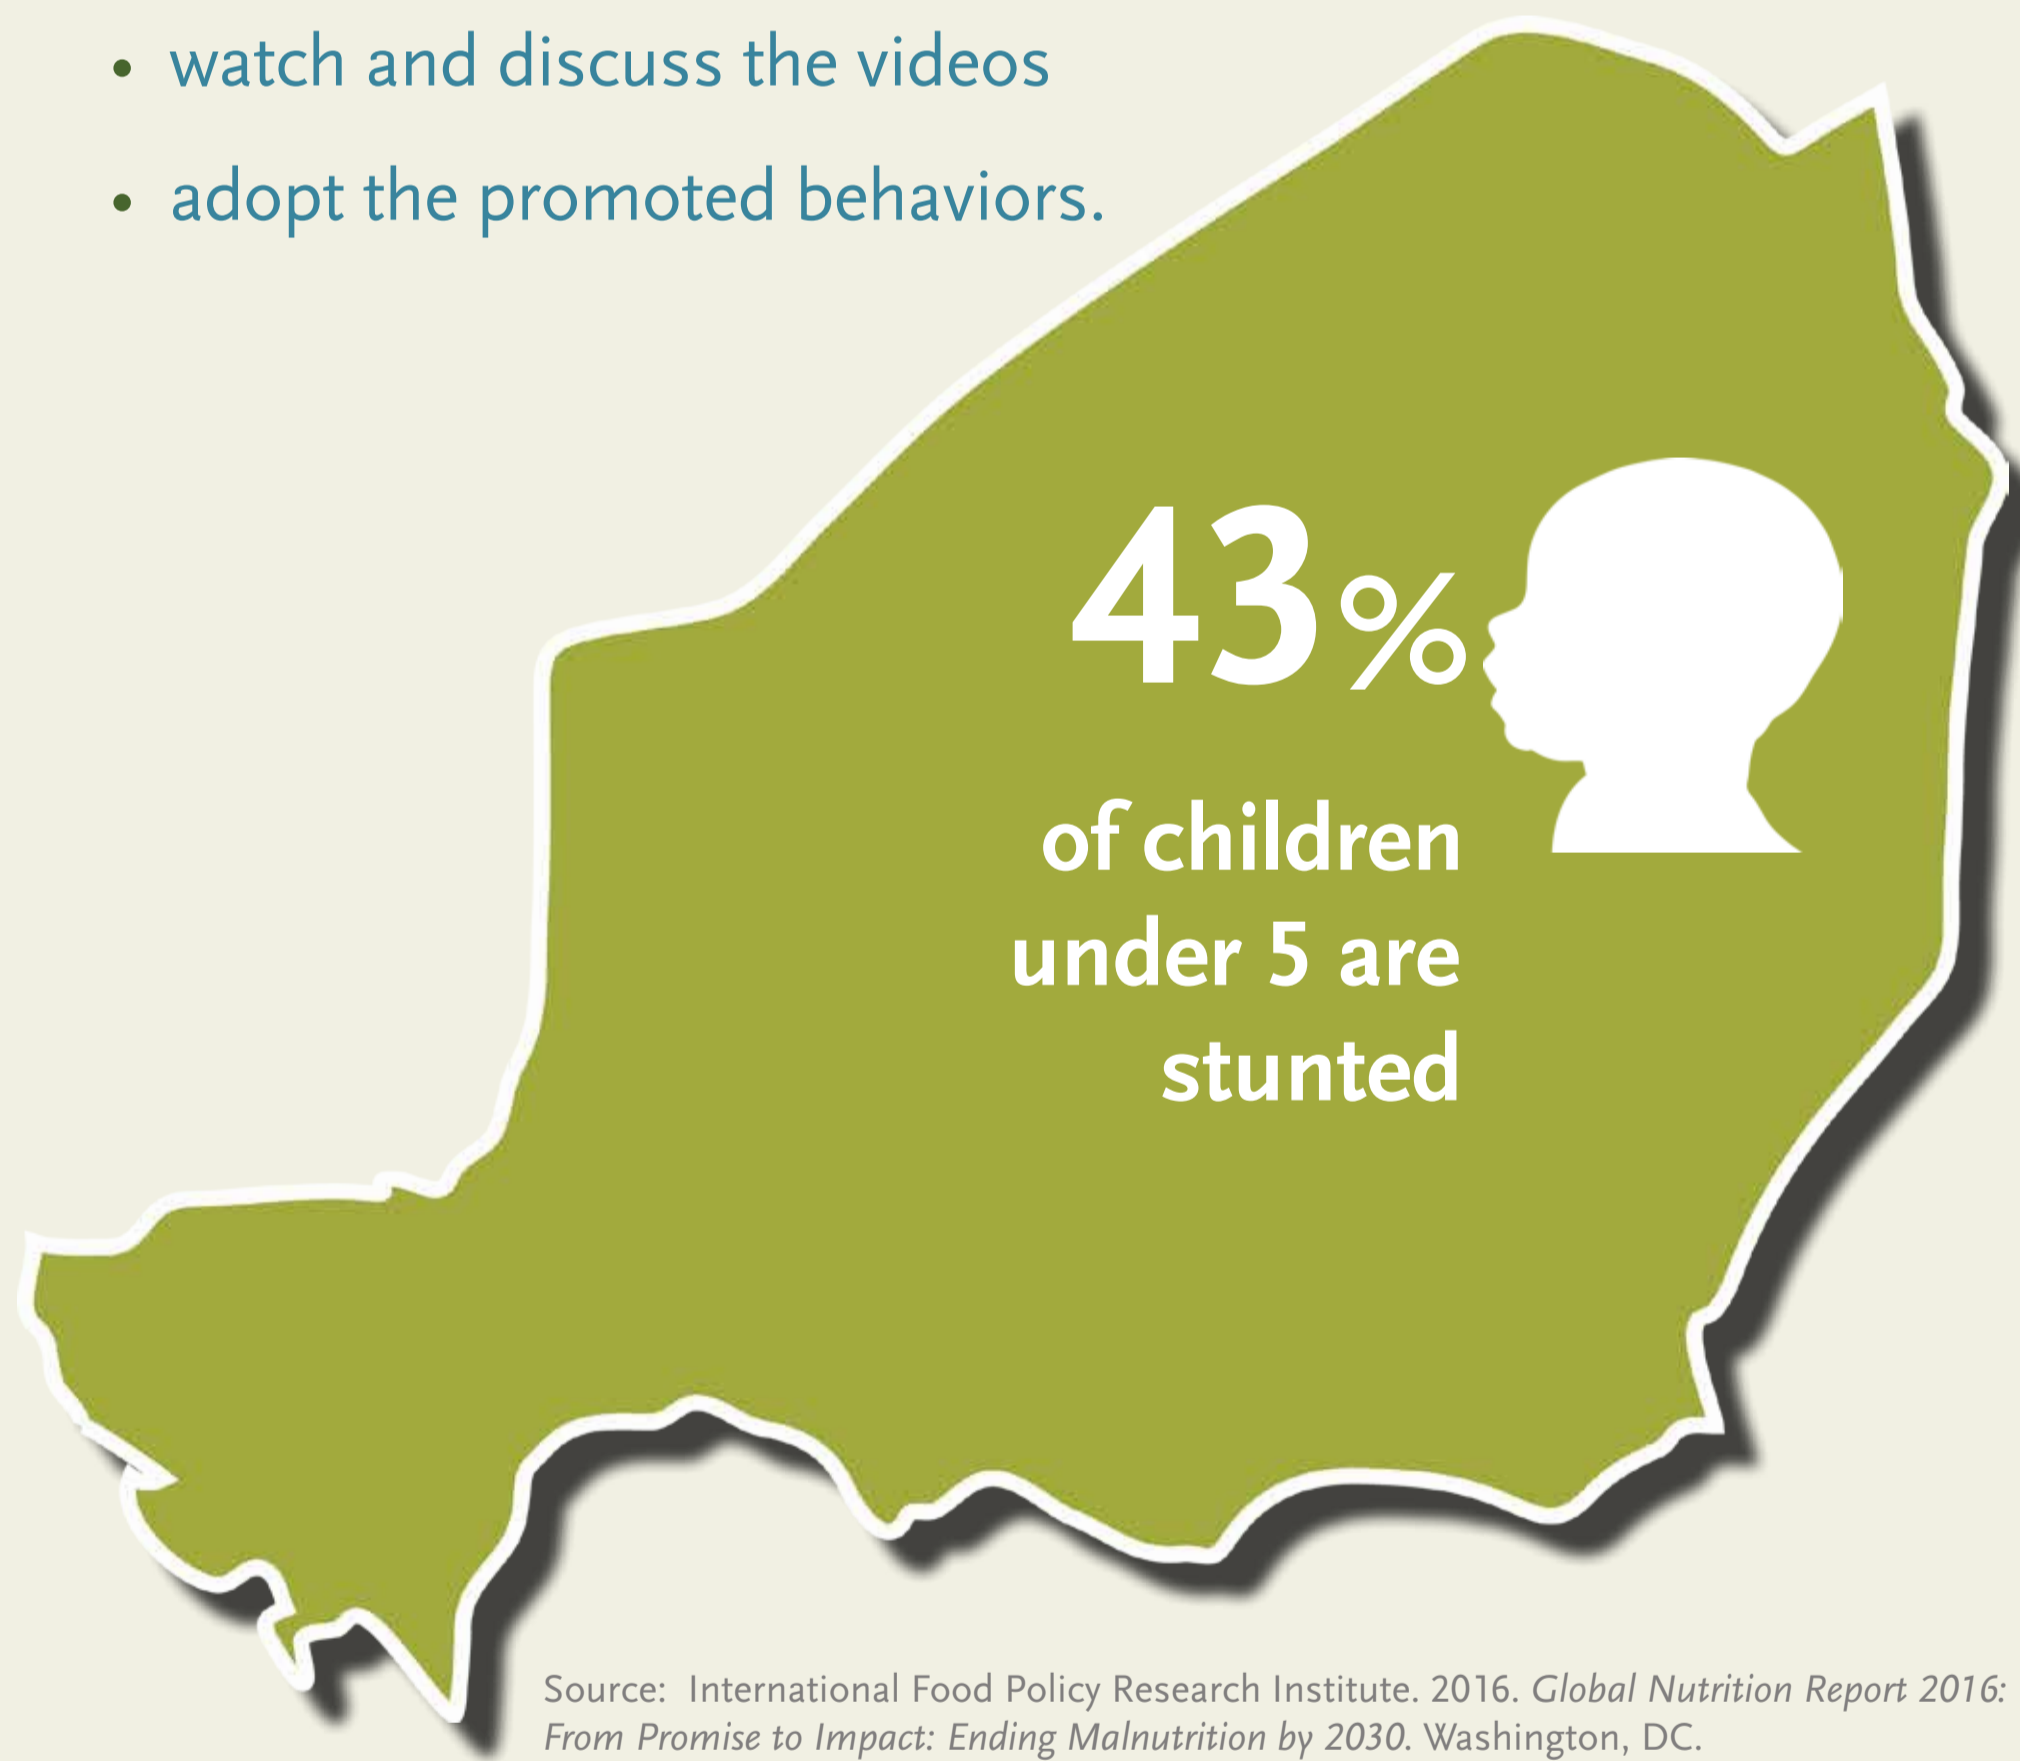 • watch and discuss the videos
• adopt the promoted behaviors.
43%
of children
under 5 are
stunted
Source: International Food Policy Research Institute. 2016. Global Nutrition Report 2016:
From Promise to Impact: Ending Malnutrition by 2030. Washington, DC.